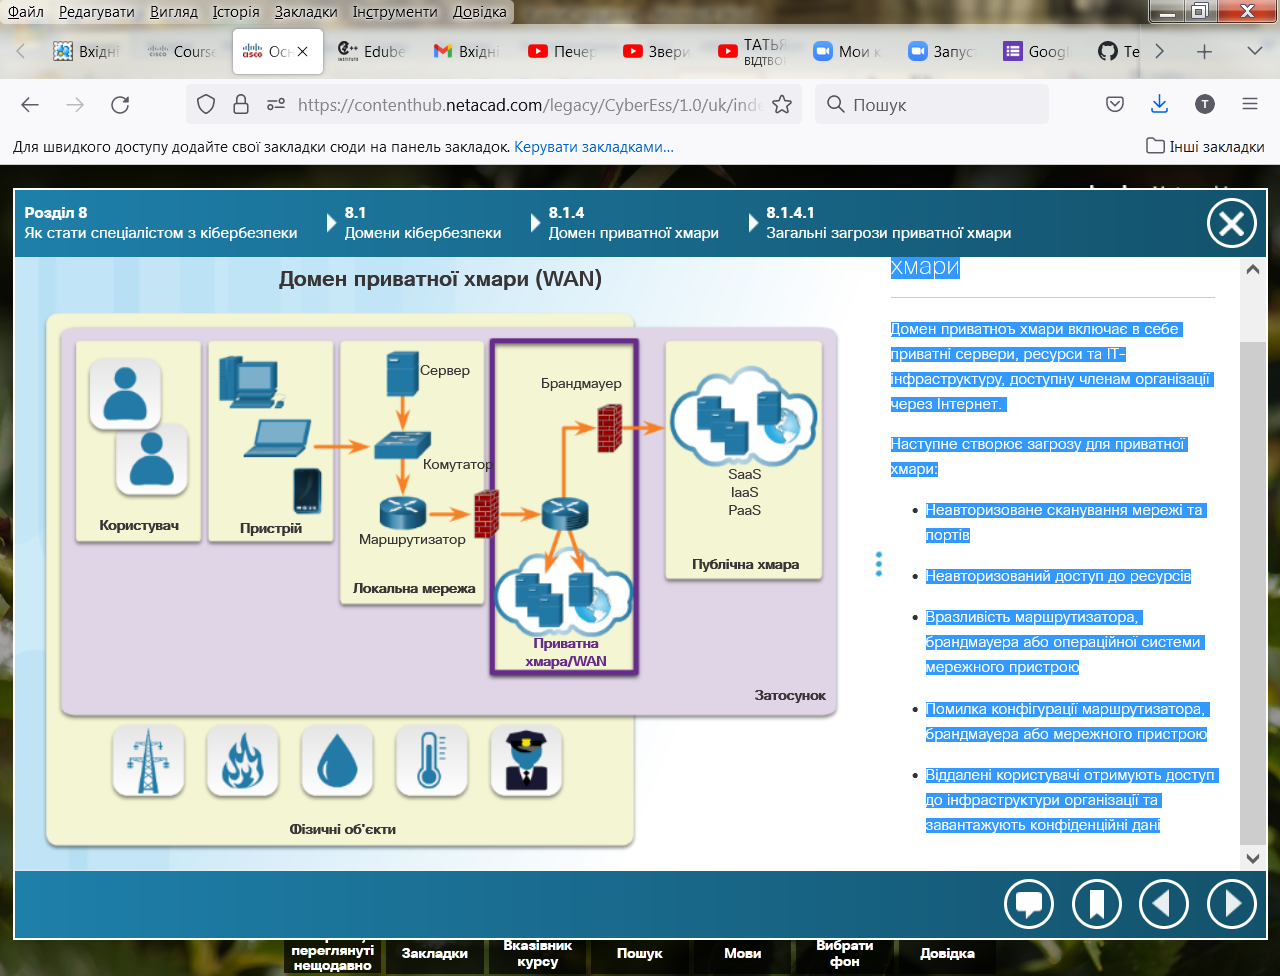 Файл Редагувати Вигляд Історія Закладки Інструменти Довідка
Вхідні Course Осн Edube Вхідні Печер Звери ТАТЬЯ Мои к Запус Googl Te
ВІДТВОР
https://contenthub.netacad.com/legacy/CyberEss/1.0/uk/inde
Пошук
T
Для швидкого доступу додайте свої закладки сюди на панель закладок. Керувати закладками…
Інші закладки
Розділ 8
Як стати спеціалістом з кібербезпеки
8.1
Домени кібербезпеки
8.1.4
Домен приватної хмари
8.1.4.1
Загальні загрози приватної хмари
Домен приватної хмари (WAN)
Користувач
Пристрій
Сервер
Комутатор
Маршрутизатор
Локальна мережа
Брандмауер
Приватна
хмара/WAN
SaaS
IaaS
PaaS
Публічна хмара
Затосунок
Фізичні об'єкти
хмари
Домен приватноъ хмари включає в себе
приватні сервери, ресурси та ІТ-
інфраструктуру, доступну членам організації
через Інтернет.
Наступне створює загрозу для приватної
хмари:
• Неавторизоване сканування мережі та
портів
• Неавторизований доступ до ресурсів
• Вразливість маршрутизатора,
брандмауера або операційної системи
мережного пристрою
• Помилка конфігурації маршрутизатора,
брандмауера або мережного пристрою
• Віддалені користувачі отримують доступ
до інфраструктури організації та
завантажують конфіденційні дані
переглянуті
нещодавно
Закладки
Вказівник
курсу
Пошук
Мови
Вибрати
фон
Довідка